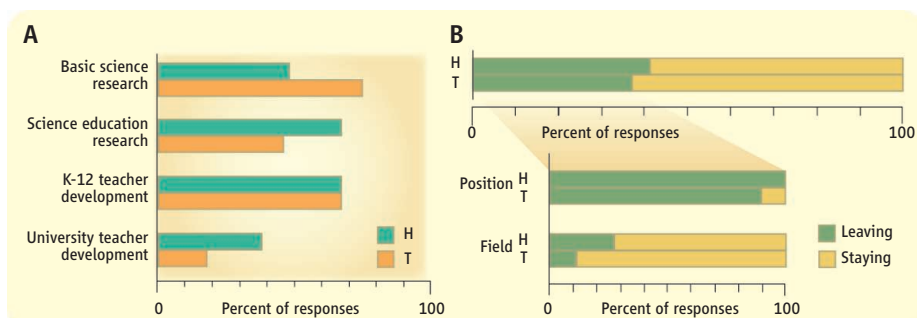 A
Basic science
research
Science education
research
K-12 teacher
development
University teacher
development
H
T
0 Percent of responses 100
B
H
T
0 Percent of responses 100
Position H
T
Field H
T
Leaving
Staying
0 Percent of responses 100